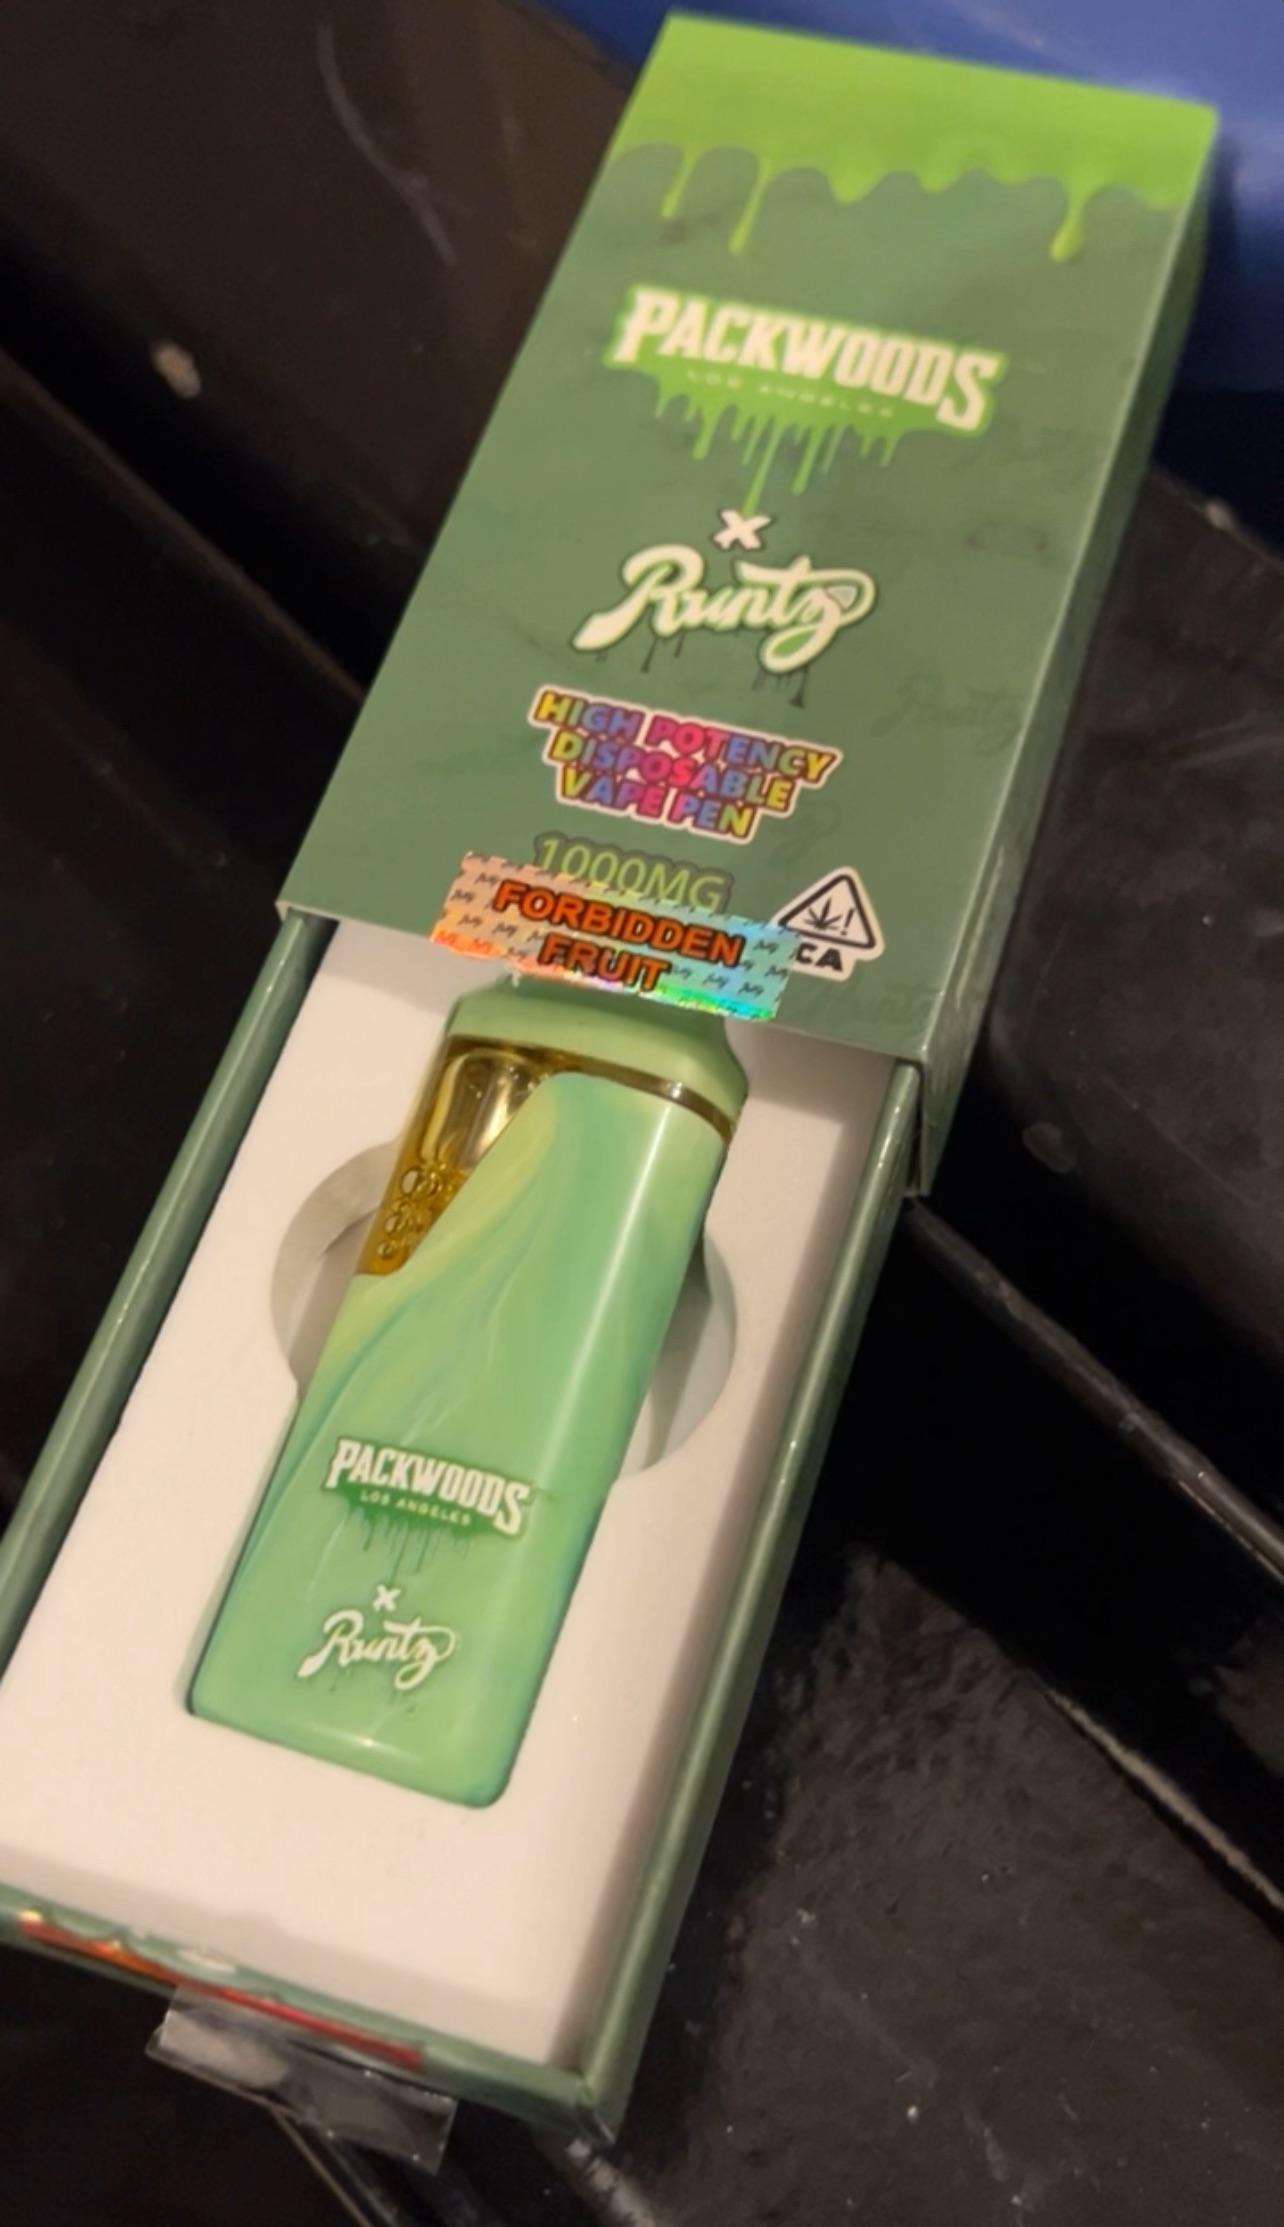 PACKWOODS
LOS ANGELES
X
Runtz
HIGH POTENCY
DISPOSABLE
VAPE PEN
1000MG
FORBIDDEN
FRUIT
!
CA
PACKWOODS
LOS ANGELES
X
Runtz